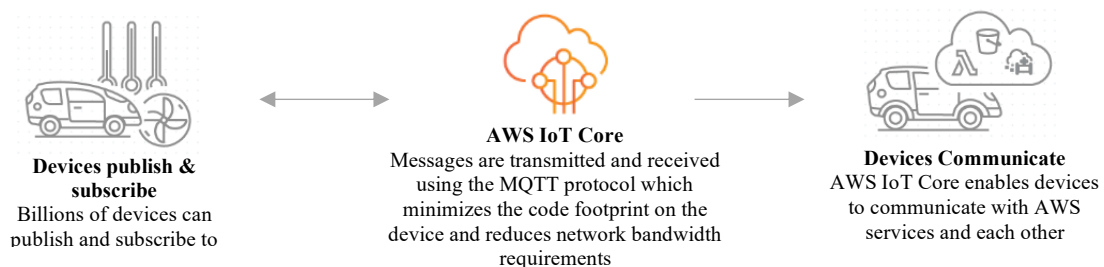 Devices publish &
subscribe
Billions of devices can
publish and subscribe to
AWS IoT Core
Messages are transmitted and received
using the MQTT protocol which
minimizes the code footprint on the
device and reduces network bandwidth
requirements
Devices Communicate
AWS IoT Core enables devices
to communicate with AWS
services and each other